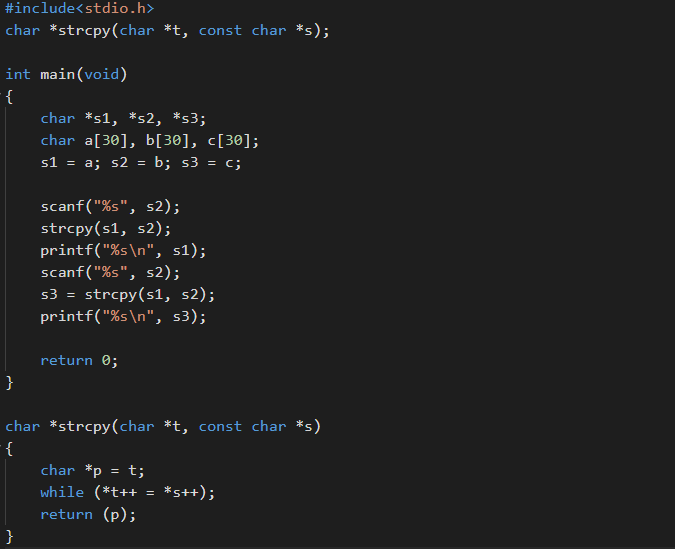 #include<stdio.h>
char *strcpy(char *t, const char *s);
int main(void)
{
char *s1, *s2, *s3;
char a[30], b[30], c[30];
s1 = a; s2 = b; s3 = c;
scanf("%s", s2);
strcpy(s1, s2);
printf("%s\n", s1);
scanf("%s", s2);
s3 = strcpy(s1, s2);
printf("%s\n", s3);
return 0;
}
char *strcpy(char *t, const char *s)
{
char *p = t;
while (*t++ = *s++);
return (p);
}